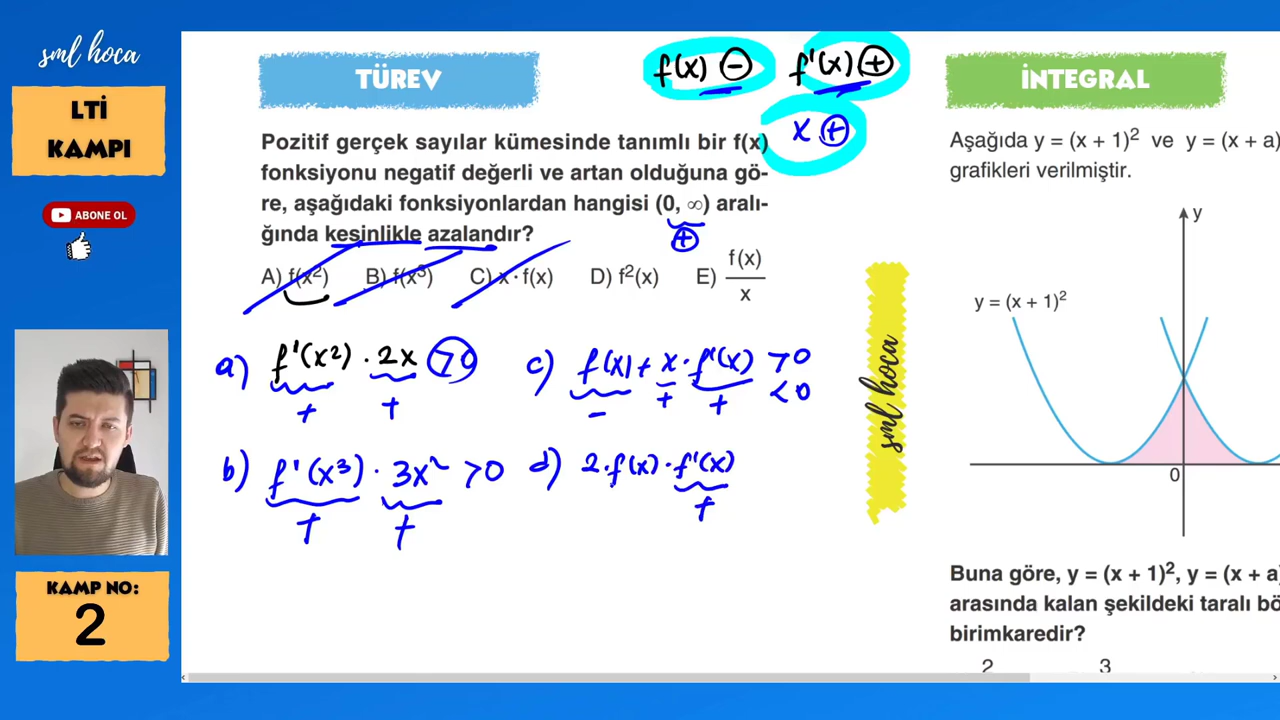 sml hoca
LTİ
KAMPI
ABONE OL
KAMP NO:
2
TÜREV
f(x) - f'(x) +
x +
Pozitif gerçek sayılar kümesinde tanımlı bir f(x)
fonksiyonu negatif değerli ve artan olduğuna gö-
re, aşağıdaki fonksiyonlardan hangisi (0, ∞) aralı-
ğında kesinlikle azalandır?
+
A) f(x²) B) f(x³) C) x · f(x) D) f²(x) E) f(x)/x
a) f'(x²) · 2x >0
+ +
b) f'(x³) · 3x² >0
+ +
c) f(x) + x · f'(x) >0
<0
- + +
d) 2·f(x) · f'(x)
+
sml hoca
İNTEGRAL
Aşağıda y = (x + 1)² ve y = (x + a)
grafikleri verilmiştir.
y
y = (x + 1)²
0
Buna göre, y = (x + 1)², y = (x + a)
arasında kalan şekildeki taralı bö
birimkaredir?
2 3